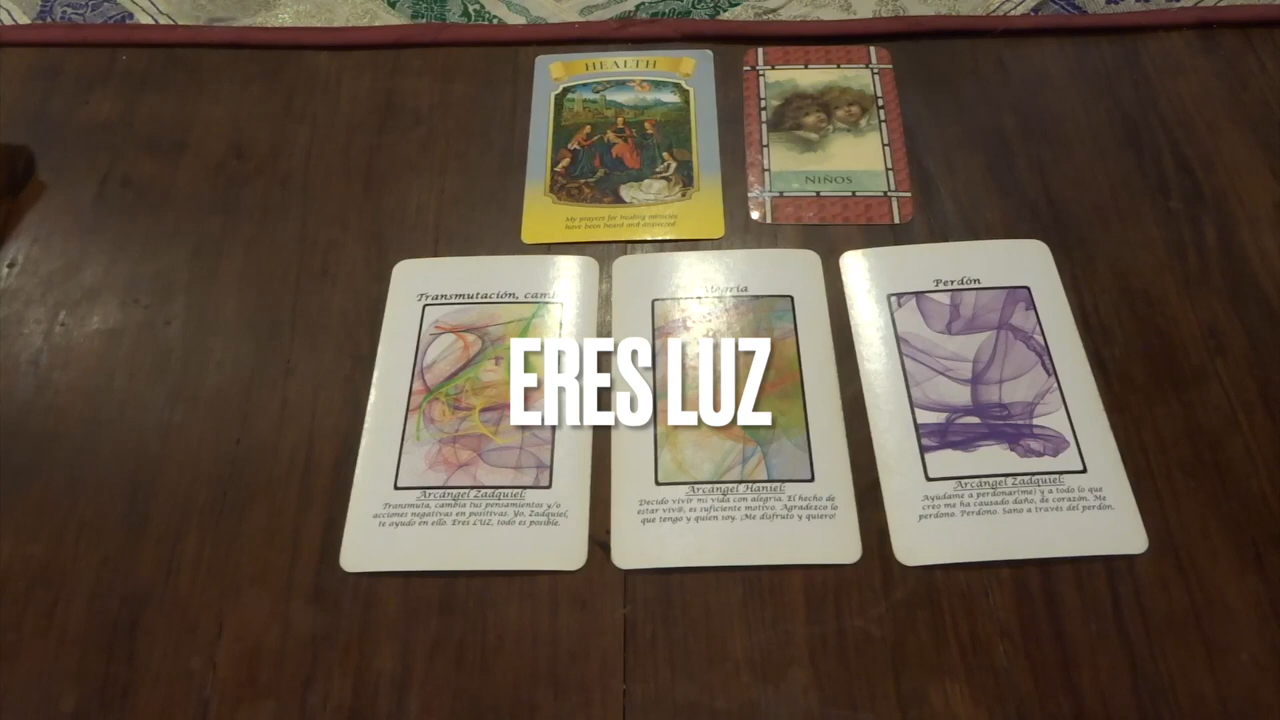 HEALTH
My prayers for healing miracles
have been heard and answered.
NIÑOS
Transmutación,
Arcángel Zadquiel:
Transmuta, cambia tus pensamientos y/o
acciones negativas en positivas. Yo, Zadquiel,
te ayudo en ello. Eres LUZ, todo es posible.
Alegría
Arcángel Haniel:
Decido vivir mi vida con alegría. El hecho de
estar viv@, es suficiente motivo. Agradezco lo
que tengo y quien soy. ¡Me disfruto y quiero!
Perdón
Arcángel Zadquiel:
Ayúdame a perdonar(me) y a todo lo que
creo me ha causado daño, de corazón. Me
perdono. Perdono. Sano a través del perdón.
ERES LUZ